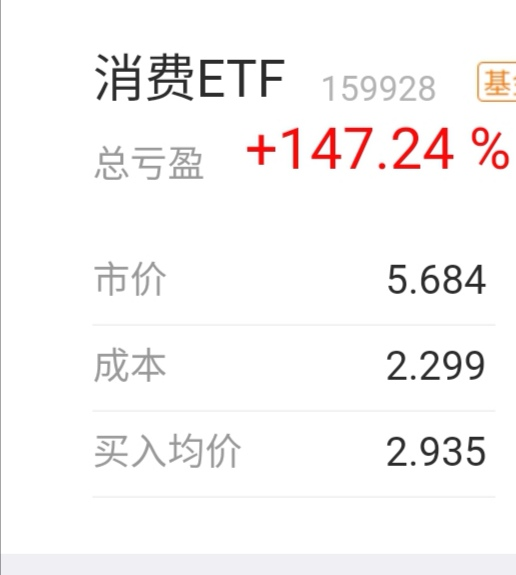 消费ETF 159928 基
总亏盈 +147.24 %
市价 5.684
成本 2.299
买入均价 2.935